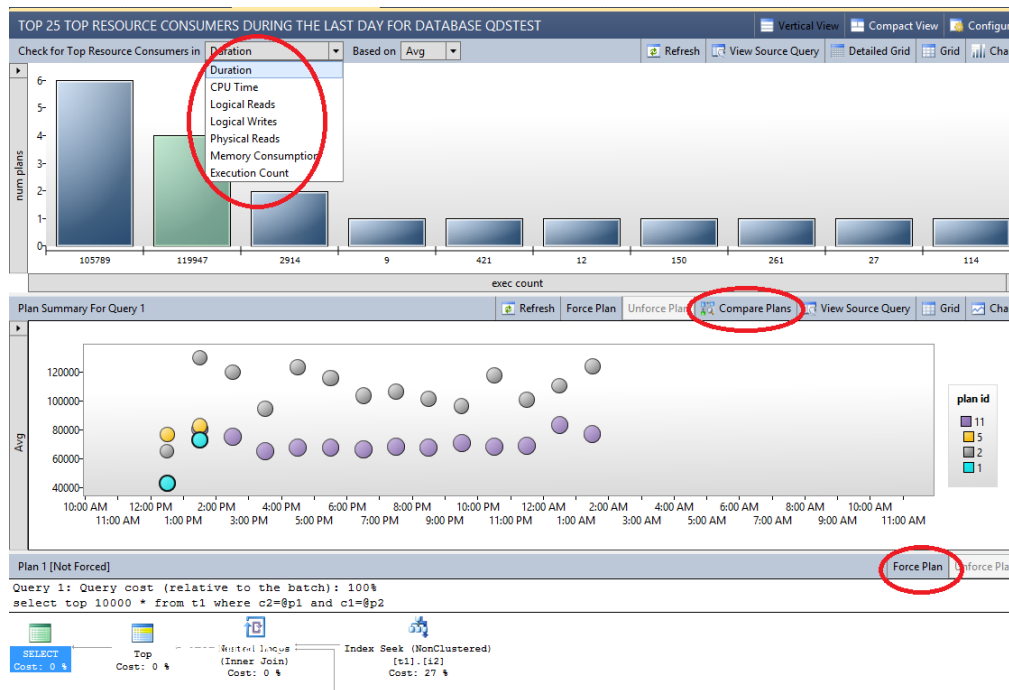 TOP 25 TOP RESOURCE CONSUMERS DURING THE LAST DAY FOR DATABASE QDSTEST
Vertical View Compact View Configu
Check for Top Resource Consumers in Duration Based on Avg Refresh View Source Query Detailed Grid Grid Cha
Duration
CPU Time
Logical Reads
Logical Writes
Physical Reads
Memory Consumption
Execution Count
num plans
6
5
4
3
2
1
0
105789 119947 2914 9 421 12 150 261 27 114
exec count
Plan Summary For Query 1 Refresh Force Plan Unforce Plan Compare Plans View Source Query Grid Cha
Avg
120000
100000
80000
60000
40000
10:00 AM 12:00 PM 2:00 PM 4:00 PM 6:00 PM 8:00 PM 10:00 PM 12:00 AM 2:00 AM 4:00 AM 6:00 AM 8:00 AM 10:00 AM
11:00 AM 1:00 PM 3:00 PM 5:00 PM 7:00 PM 9:00 PM 11:00 PM 1:00 AM 3:00 AM 5:00 AM 7:00 AM 9:00 AM 11:00 AM
plan id
11
5
2
1
Plan 1 [Not Forced] Force Plan Unforce Pla
Query 1: Query cost (relative to the batch): 100%
select top 10000 * from t1 where c2=@p1 and c1=@p2
SELECT
Cost: 0 %
Top
Cost: 0 %
Nested Loops
(Inner Join)
Cost: 0 %
Index Seek (NonClustered)
[t1].[i2]
Cost: 27 %